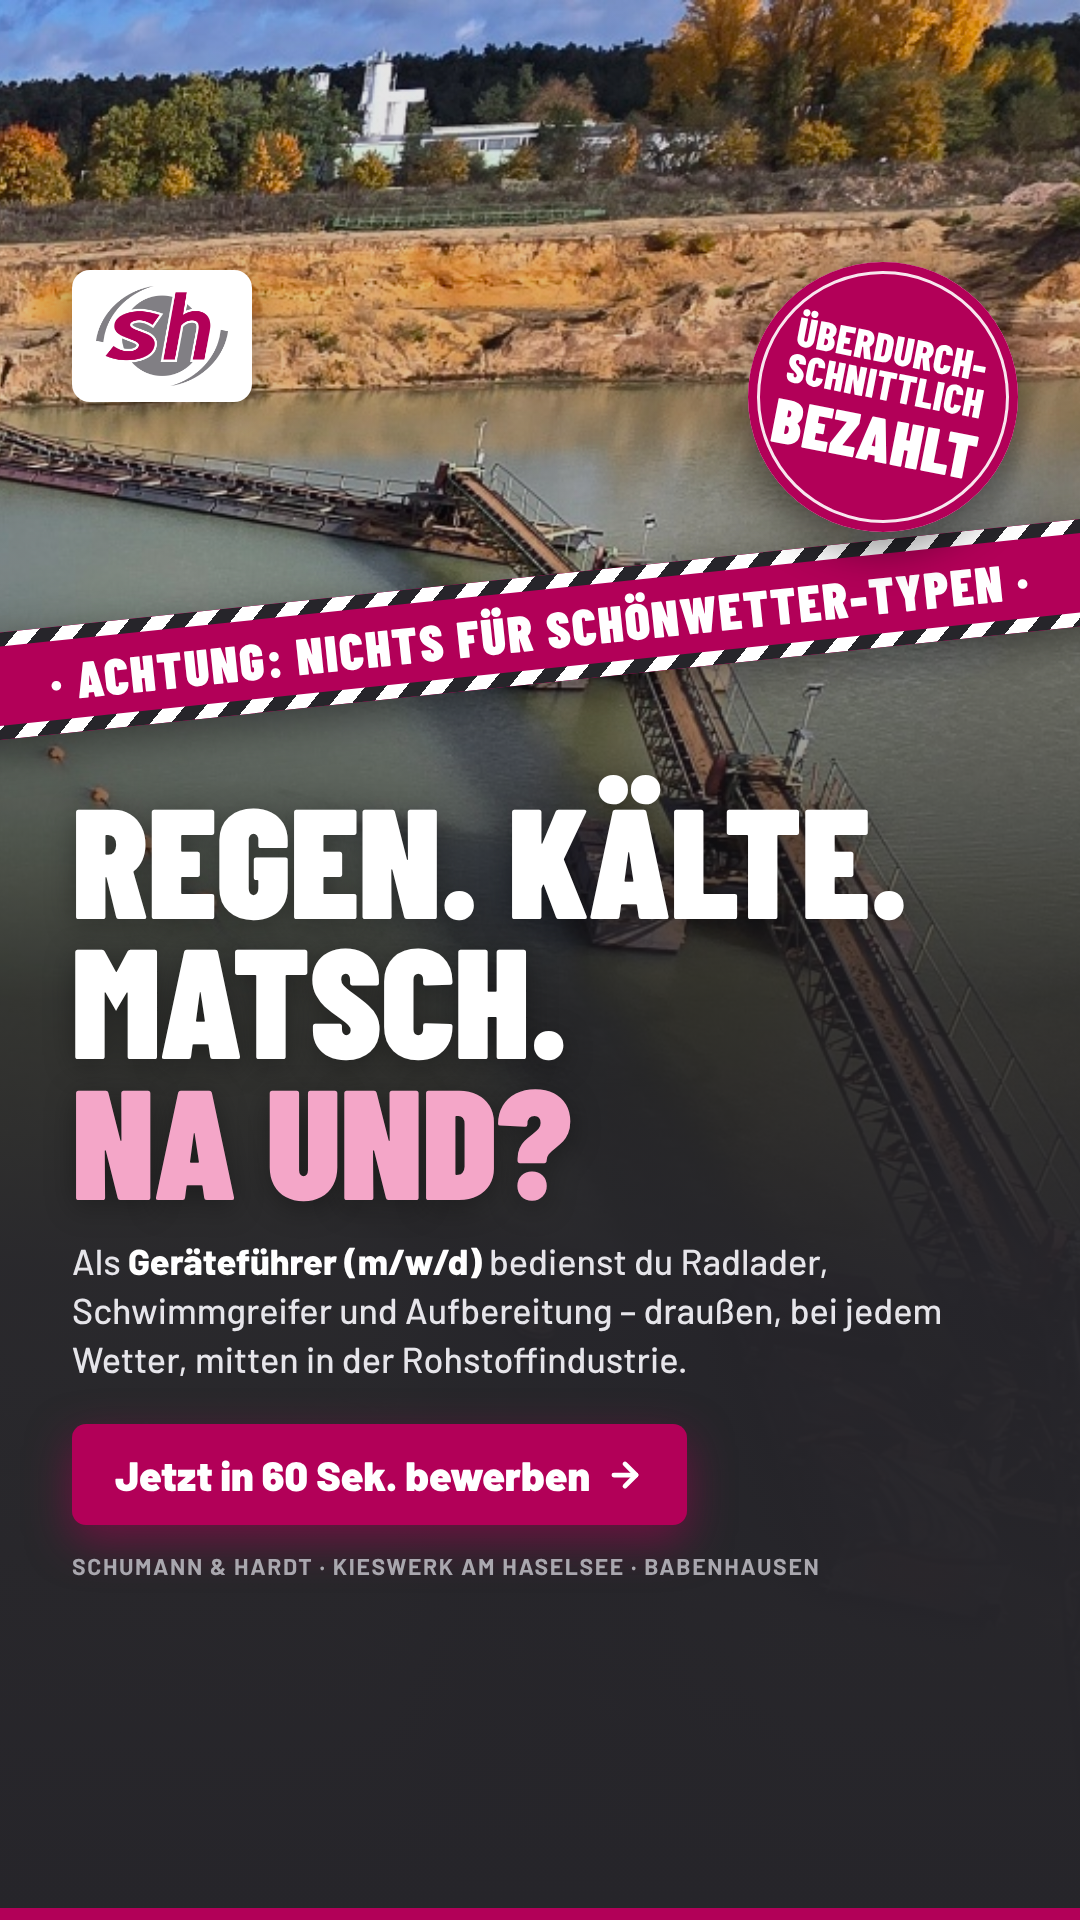 sh
ÜBERDURCH-
SCHNITTLICH
BEZAHLT
· ACHTUNG: NICHTS FÜR SCHÖNWETTER-TYPEN ·
REGEN. KÄLTE.
MATSCH.
NA UND?
Als Geräteführer (m/w/d) bedienst du Radlader,
Schwimmgreifer und Aufbereitung – draußen, bei jedem
Wetter, mitten in der Rohstoffindustrie.
Jetzt in 60 Sek. bewerben →
SCHUMANN & HARDT · KIESWERK AM HASELSEE · BABENHAUSEN